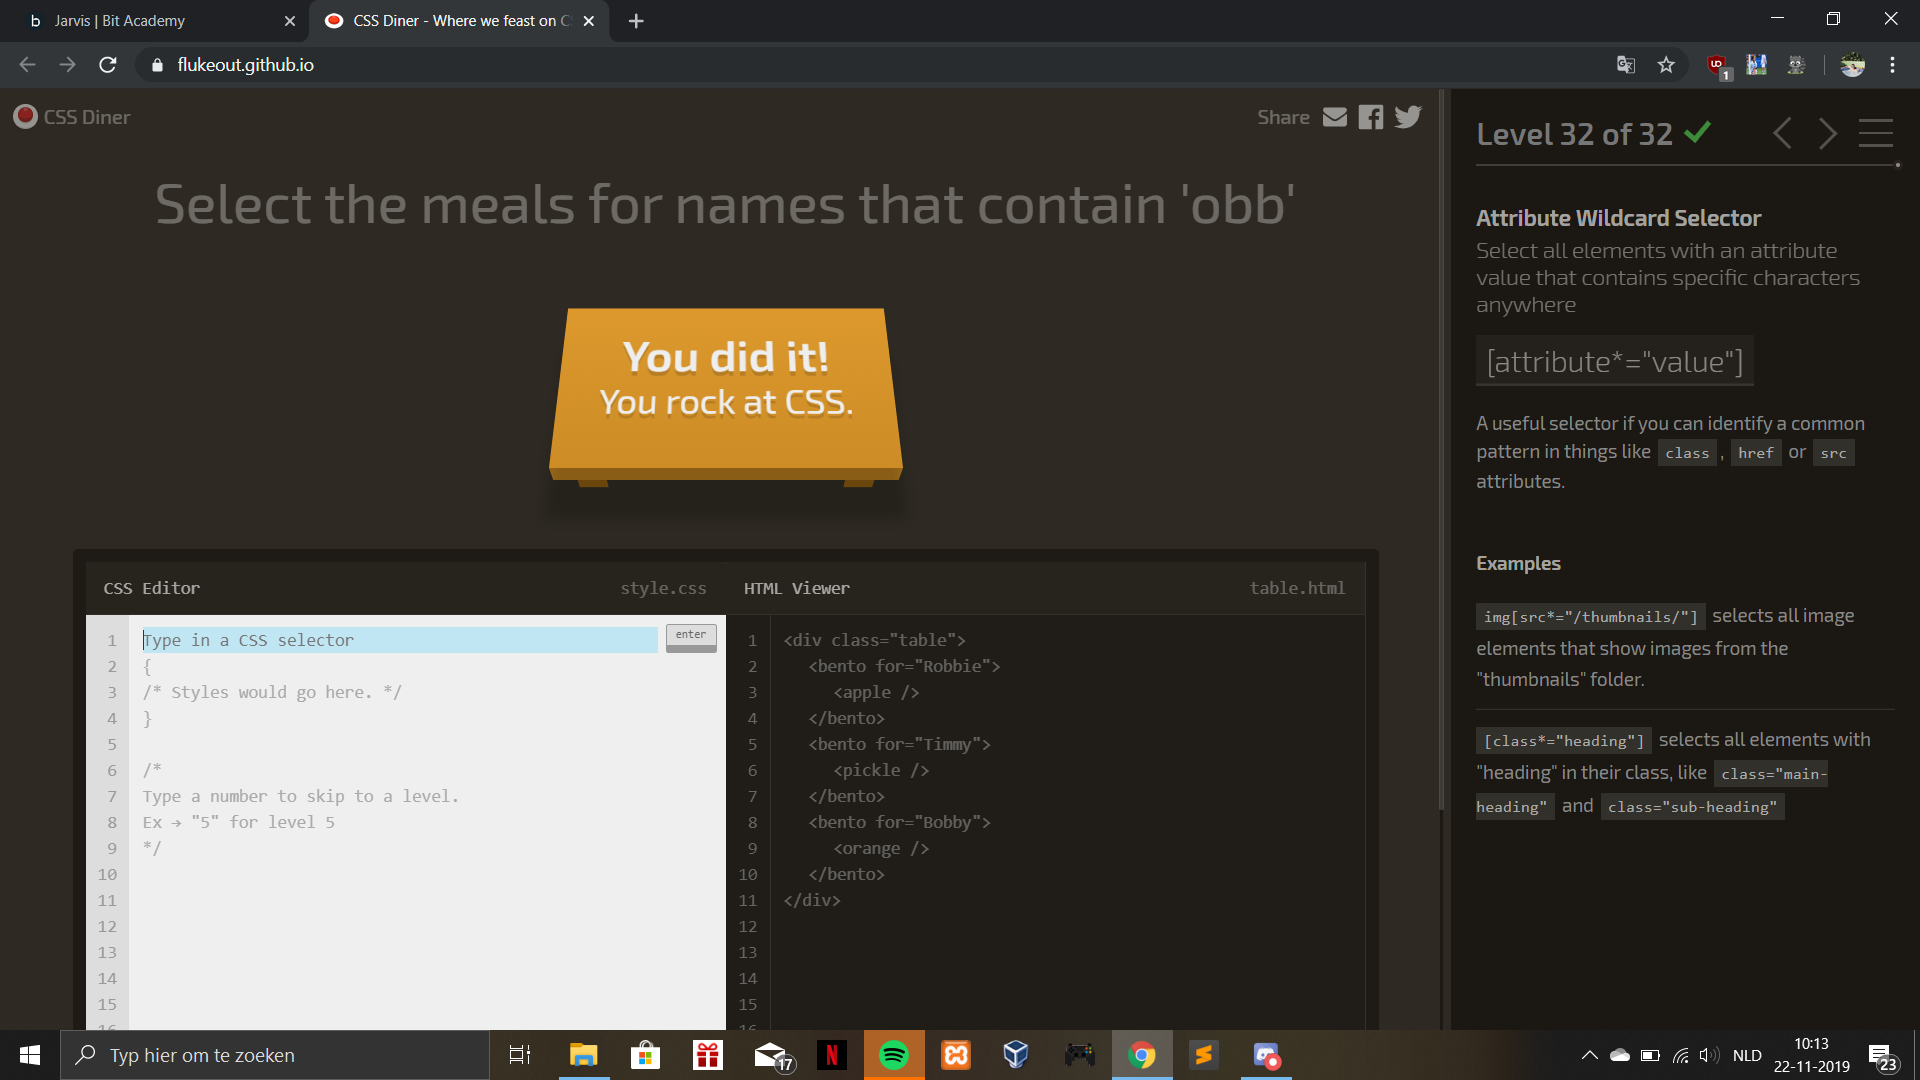 Jarvis | Bit Academy
CSS Diner - Where we feast on C
flukeout.github.io
1
CSS Diner
Share
Select the meals for names that contain 'obb'
You did it!
You rock at CSS.
CSS Editor
style.css
HTML Viewer
table.html
1 Type in a CSS selector
enter
2 {
3 /* Styles would go here. */
4 }
5
6 /*
7 Type a number to skip to a level.
8 Ex → "5" for level 5
9 */
10
11
12
13
14
15
16
1 <div class="table">
2 <bento for="Robbie">
3 <apple />
4 </bento>
5 <bento for="Timmy">
6 <pickle />
7 </bento>
8 <bento for="Bobby">
9 <orange />
10 </bento>
11 </div>
12
13
14
15
16
Level 32 of 32
Attribute Wildcard Selector
Select all elements with an attribute
value that contains specific characters
anywhere
[attribute*="value"]
A useful selector if you can identify a common
pattern in things like class , href or src
attributes.
Examples
img[src*="/thumbnails/"] selects all image
elements that show images from the
"thumbnails" folder.
[class*="heading"] selects all elements with
"heading" in their class, like class="main-
heading" and class="sub-heading"
Typ hier om te zoeken
17
NLD
10:13
22-11-2019
23